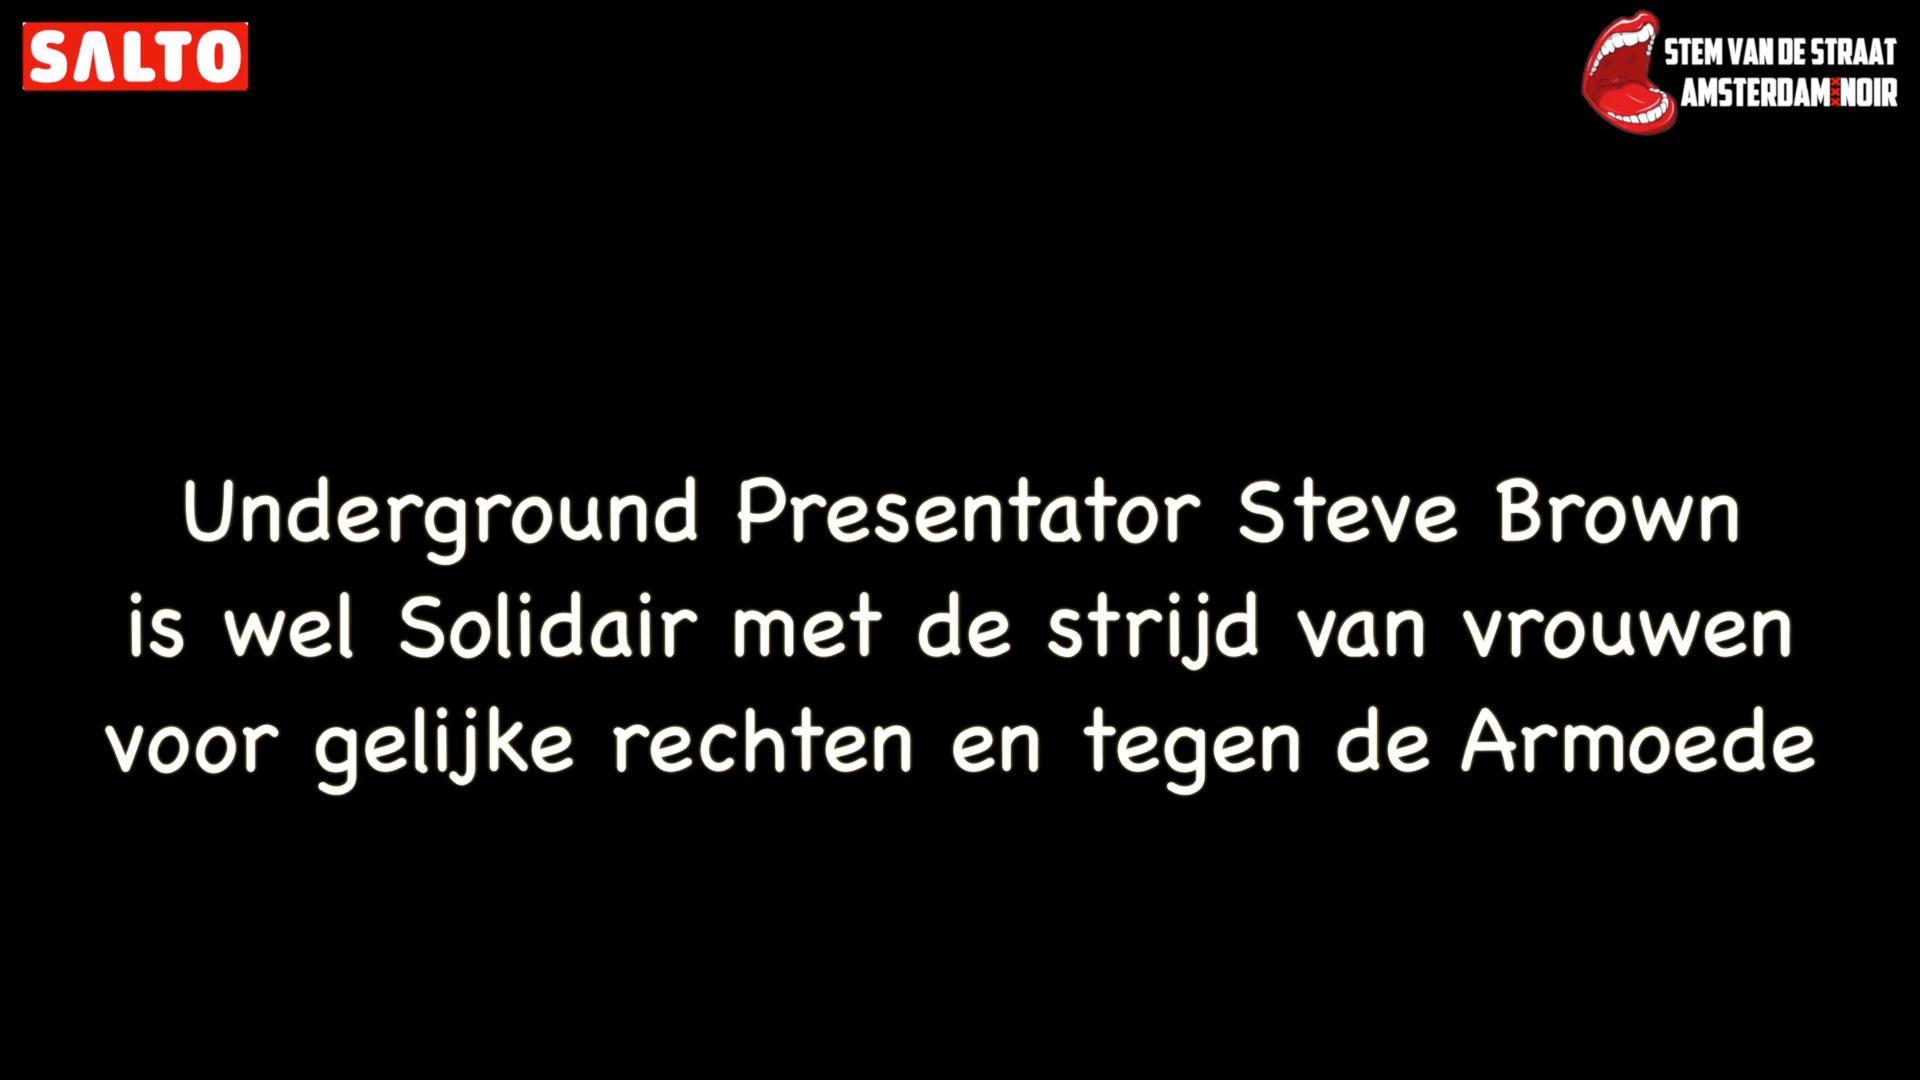 SALTO
STEM VAN DE STRAAT
AMSTERDAM XXX NOIR
Underground Presentator Steve Brown
is wel Solidair met de strijd van vrouwen
voor gelijke rechten en tegen de Armoede